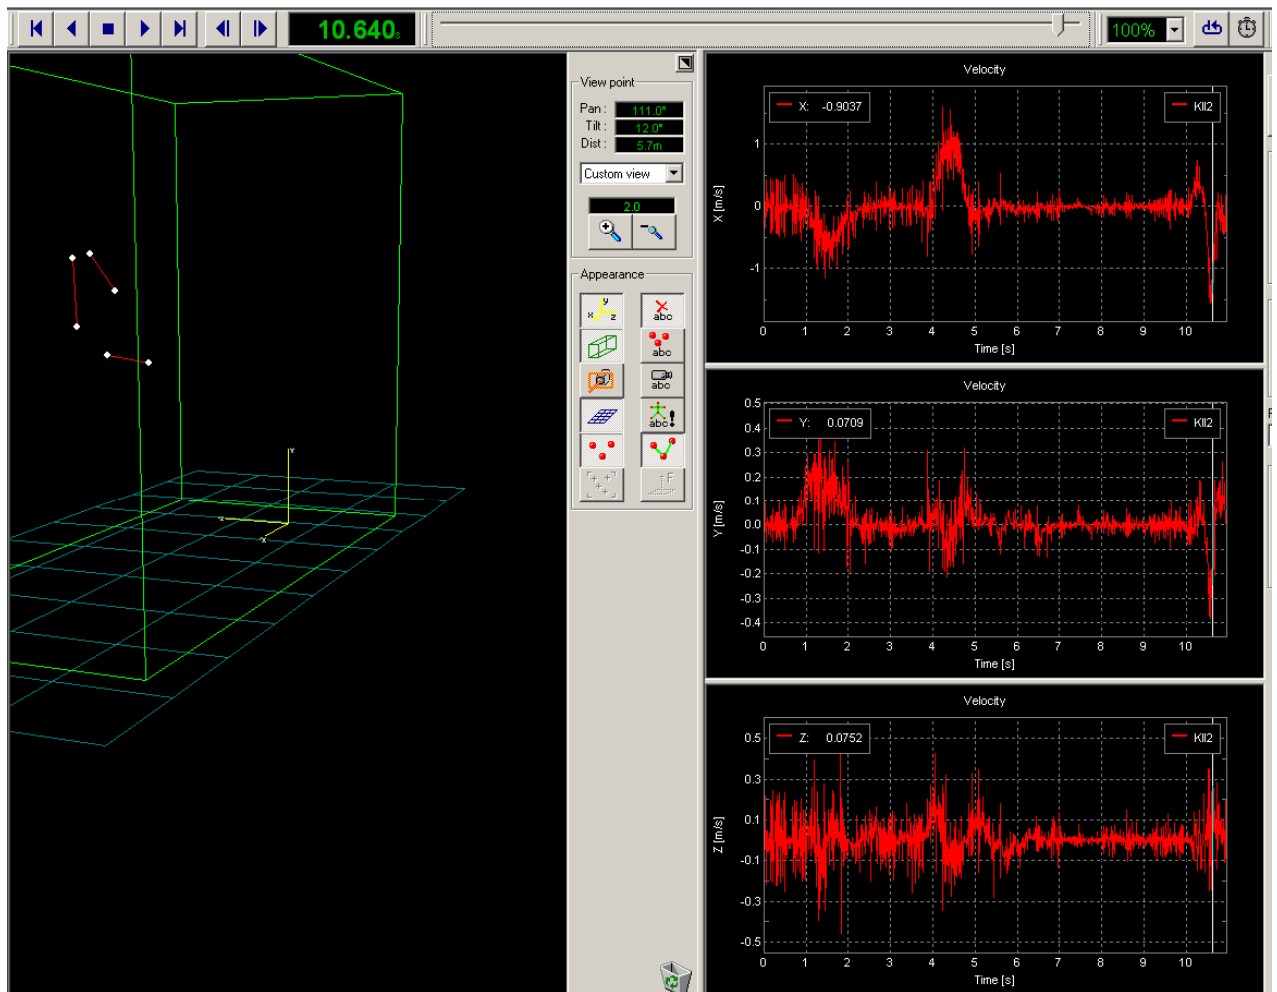 10.640s
100%
View point
Pan : 111.0°
Tilt : 12.0°
Dist : 5.7m
Custom view
2.0
Appearance
y
x z
abc
abc
abc
abc!
F
Y
X
Velocity
X: -0.9037
KII2
X [m/s]
1
0
-1
0 1 2 3 4 5 6 7 8 9 10
Time [s]
Velocity
Y: 0.0709
KII2
Y [m/s]
0.5
0.4
0.3
0.2
0.1
0.0
-0.1
-0.2
-0.3
-0.4
0 1 2 3 4 5 6 7 8 9 10
Time [s]
Velocity
Z: 0.0752
KII2
Z [m/s]
0.5
0.3
0.1
-0.1
-0.3
-0.5
0 1 2 3 4 5 6 7 8 9 10
Time [s]